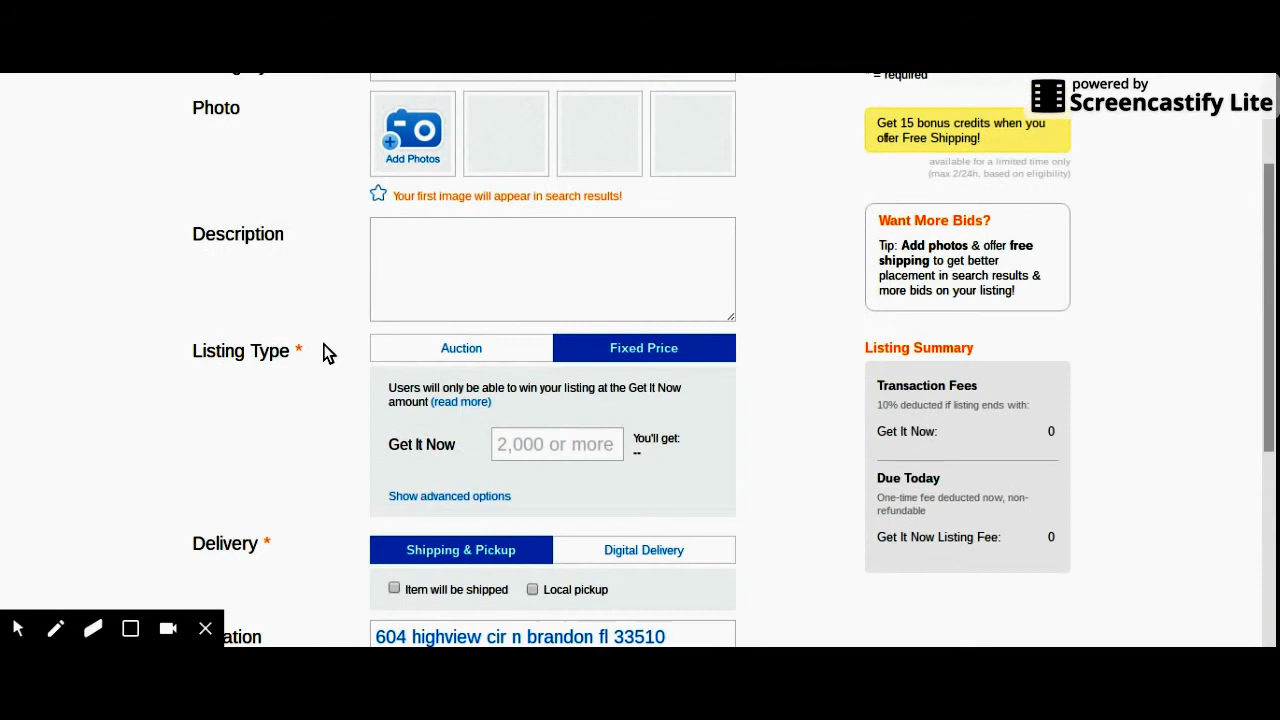 = required
powered by
Screencastify Lite
Photo
Add Photos
Your first image will appear in search results!
Get 15 bonus credits when you
offer Free Shipping!
available for a limited time only
(max 2/24h, based on eligibility)
Want More Bids?
Tip: Add photos & offer free
shipping to get better
placement in search results &
more bids on your listing!
Description
Listing Type *
Auction
Fixed Price
Users will only be able to win your listing at the Get It Now
amount (read more)
Get It Now
2,000 or more
You'll get:
--
Show advanced options
Listing Summary
Transaction Fees
10% deducted if listing ends with:
Get It Now: 0
Due Today
One-time fee deducted now, non-
refundable
Get It Now Listing Fee: 0
Delivery *
Shipping & Pickup
Digital Delivery
Item will be shipped
Local pickup
604 highview cir n brandon fl 33510